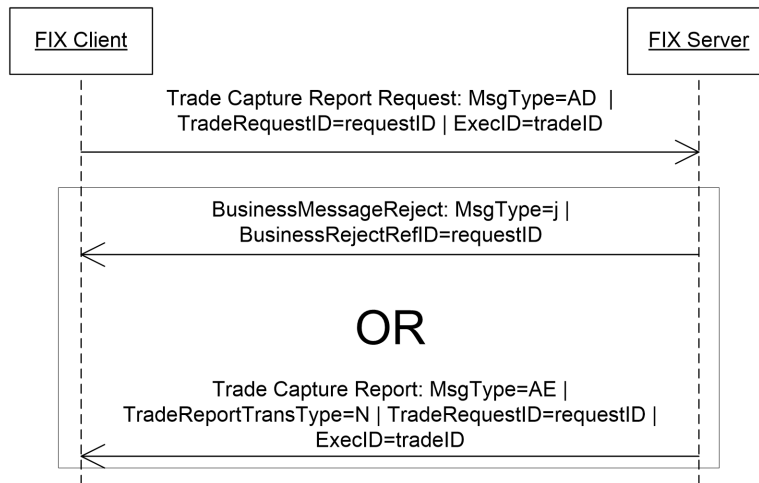 FIX Client
FIX Server
Trade Capture Report Request: MsgType=AD |
TradeRequestID=requestID | ExecID=tradeID
BusinessMessageReject: MsgType=j |
BusinessRejectRefID=requestID
OR
Trade Capture Report: MsgType=AE |
TradeReportTransType=N | TradeRequestID=requestID |
ExecID=tradeID